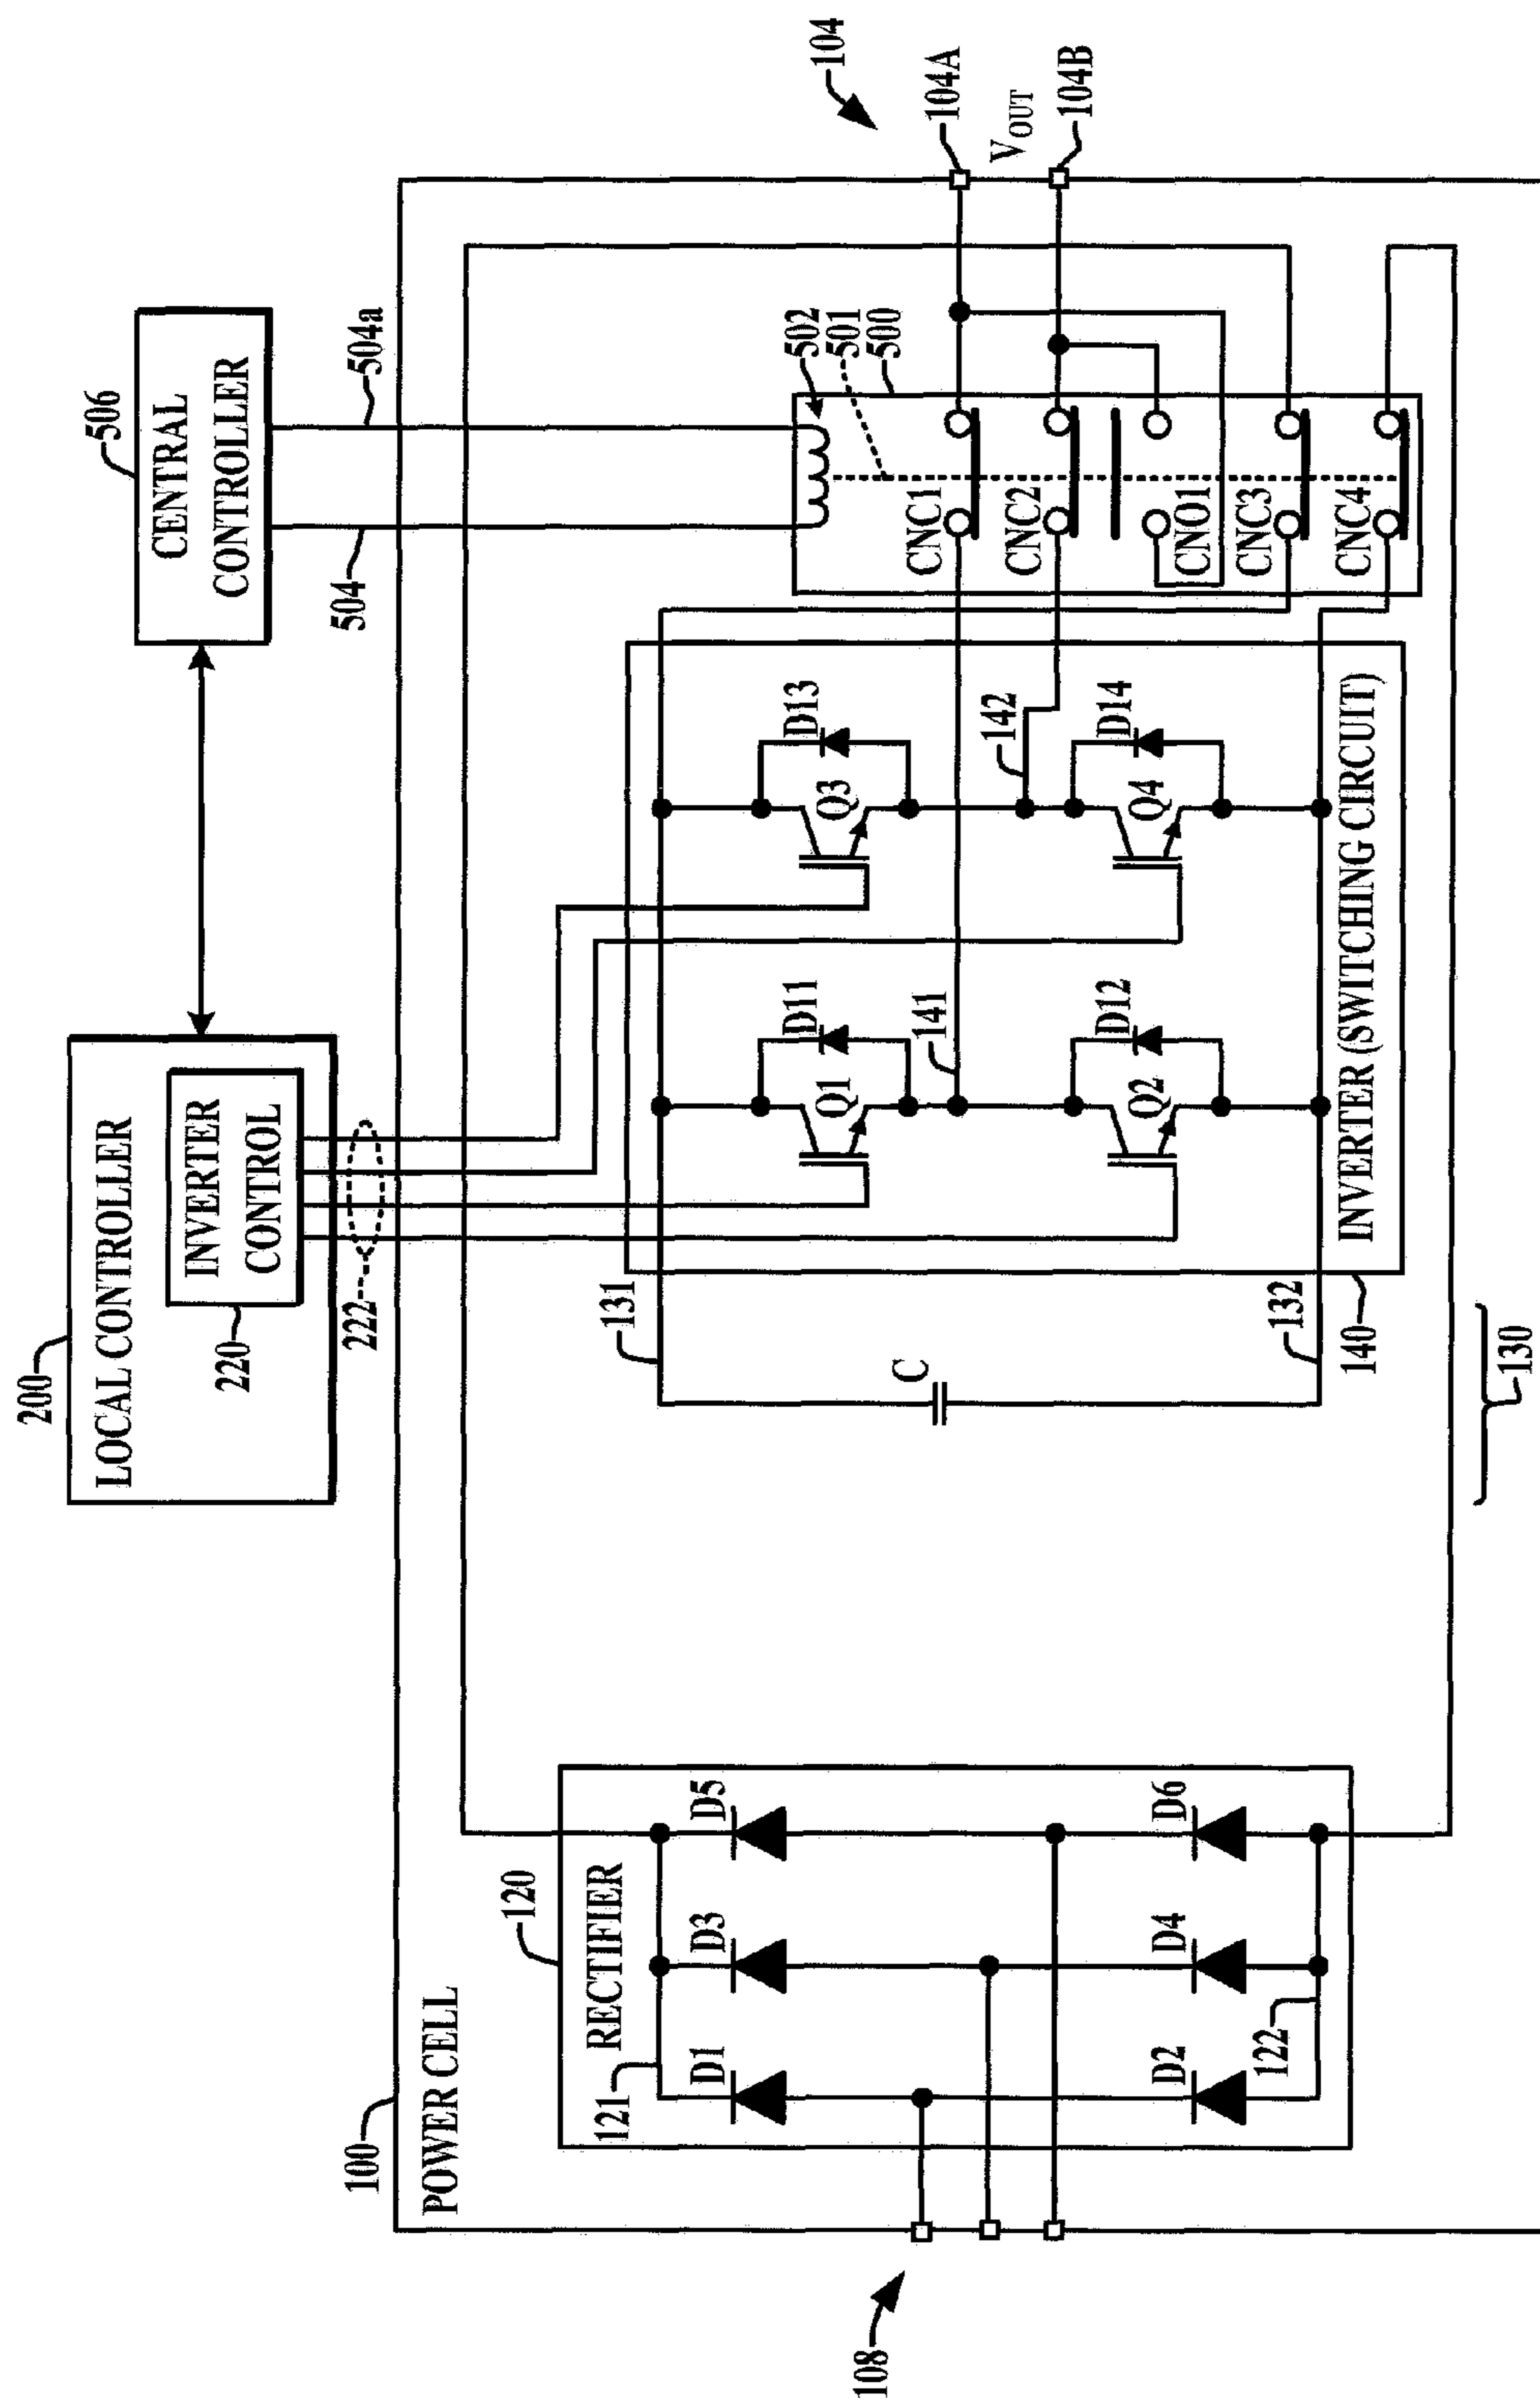 200
LOCAL CONTROLLER
INVERTER
CONTROL
220
222
506
CENTRAL
CONTROLLER
504
504a
100
POWER CELL
120
RECTIFIER
121
D1
D3
D5
D2
D4
D6
122
108
131
C
132
130
140
INVERTER (SWITCHING CIRCUIT)
Q1
D11
Q3
D13
141
142
Q2
D12
Q4
D14
502
501
500
CNC1
CNC2
CNO1
CNC3
CNC4
104
104A
VOUT
104B